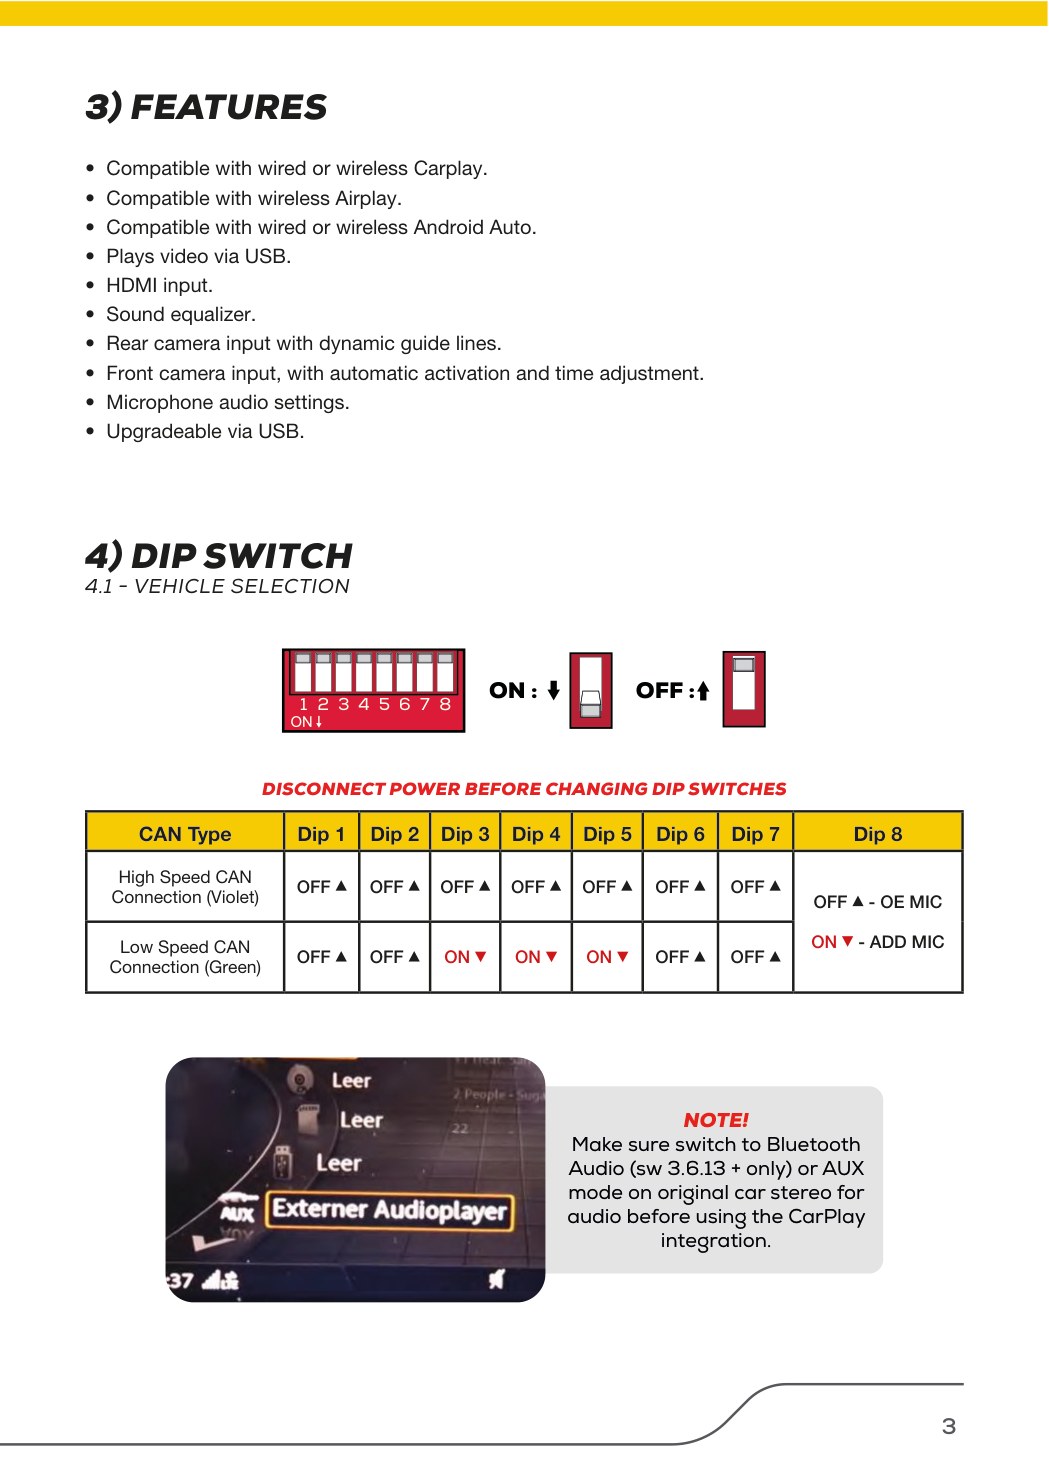 3) FEATURES
• Compatible with wired or wireless Carplay.
• Compatible with wireless Airplay.
• Compatible with wired or wireless Android Auto.
• Plays video via USB.
• HDMI input.
• Sound equalizer.
• Rear camera input with dynamic guide lines.
• Front camera input, with automatic activation and time adjustment.
• Microphone audio settings.
• Upgradeable via USB.
4) DIP SWITCH
4.1 - VEHICLE SELECTION
1 2 3 4 5 6 7 8
ON↓
ON : ⬇ OFF :⬆
DISCONNECT POWER BEFORE CHANGING DIP SWITCHES
CAN Type Dip 1 Dip 2 Dip 3 Dip 4 Dip 5 Dip 6 Dip 7 Dip 8
High Speed CAN
Connection (Violet)
OFF ▲ OFF ▲ OFF ▲ OFF ▲ OFF ▲ OFF ▲ OFF ▲
OFF ▲ - OE MIC
ON ▼ - ADD MIC
Low Speed CAN
Connection (Green)
OFF ▲ OFF ▲ ON ▼ ON ▼ ON ▼ OFF ▲ OFF ▲
Leer
2 People - Suga
Leer
22
Leer
AUX
Externer Audioplayer
:37
NOTE!
Make sure switch to Bluetooth
Audio (sw 3.6.13 + only) or AUX
mode on original car stereo for
audio before using the CarPlay
integration.
3